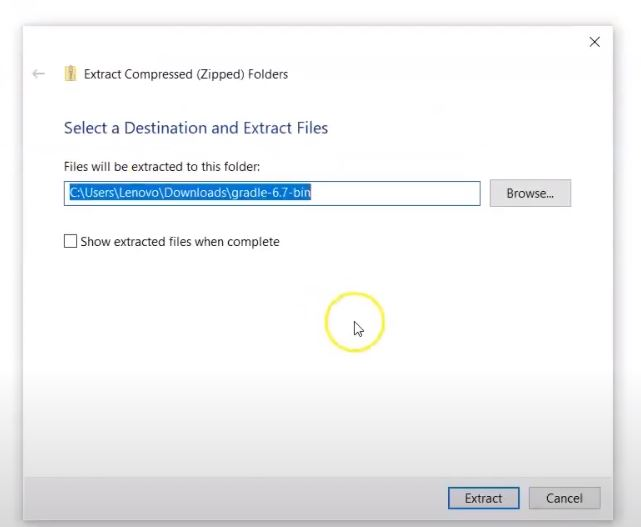 Extract Compressed (Zipped) Folders
Select a Destination and Extract Files
Files will be extracted to this folder:
C:\Users\Lenovo\Downloads\gradle-6.7-bin
Browse...
Show extracted files when complete
Extract
Cancel